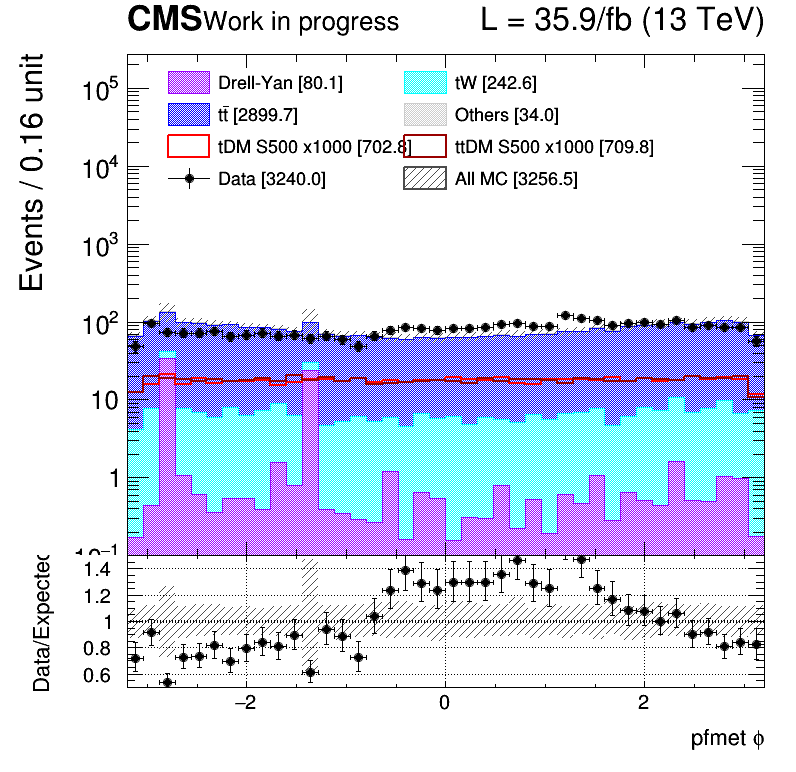 CMS Work in progress L = 35.9/fb (13 TeV)
Events / 0.16 unit
Drell-Yan [80.1] tW [242.6]
tt̄ [2899.7] Others [34.0]
tDM S500 x1000 [702.8] ttDM S500 x1000 [709.8]
Data [3240.0] All MC [3256.5]
10⁵
10⁴
10³
10²
10
1
10⁻¹
Data/Expected
1.4
1.2
1
0.8
0.6
−2 0 2
pfmet ϕ